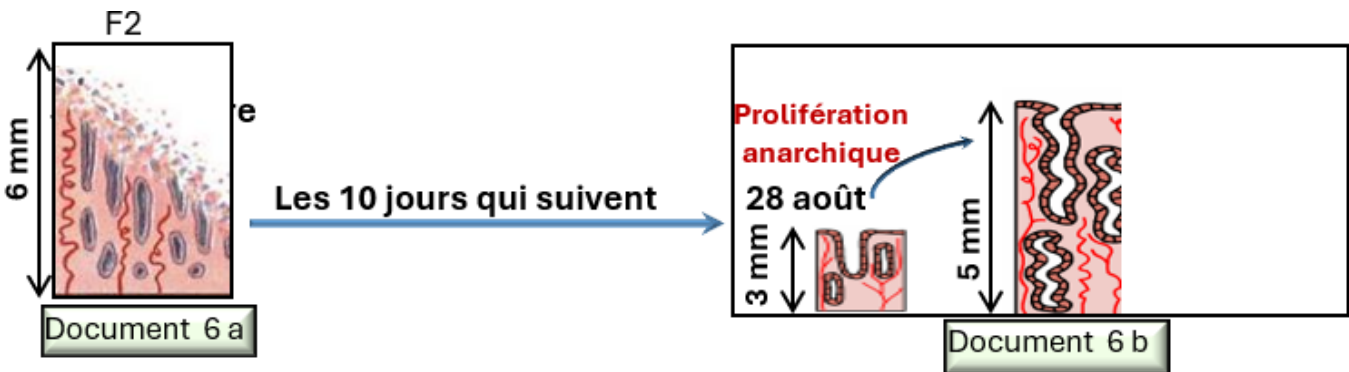 F2
re
6 mm
Document 6 a
Les 10 jours qui suivent
Prolifération
anarchique
28 août
3 mm
5 mm
Document 6 b